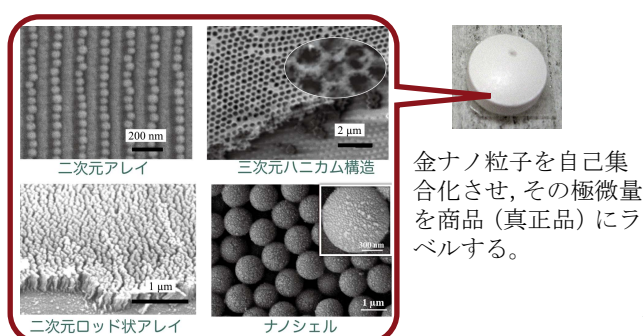 200 nm
2 μm
二次元アレイ
三次元ハニカム構造
1 μm
300 nm
1 μm
二次元ロッド状アレイ
ナノシェル
金ナノ粒子を自己集
合化させ, その極微量
を商品（真正品）にラ
ベルする。